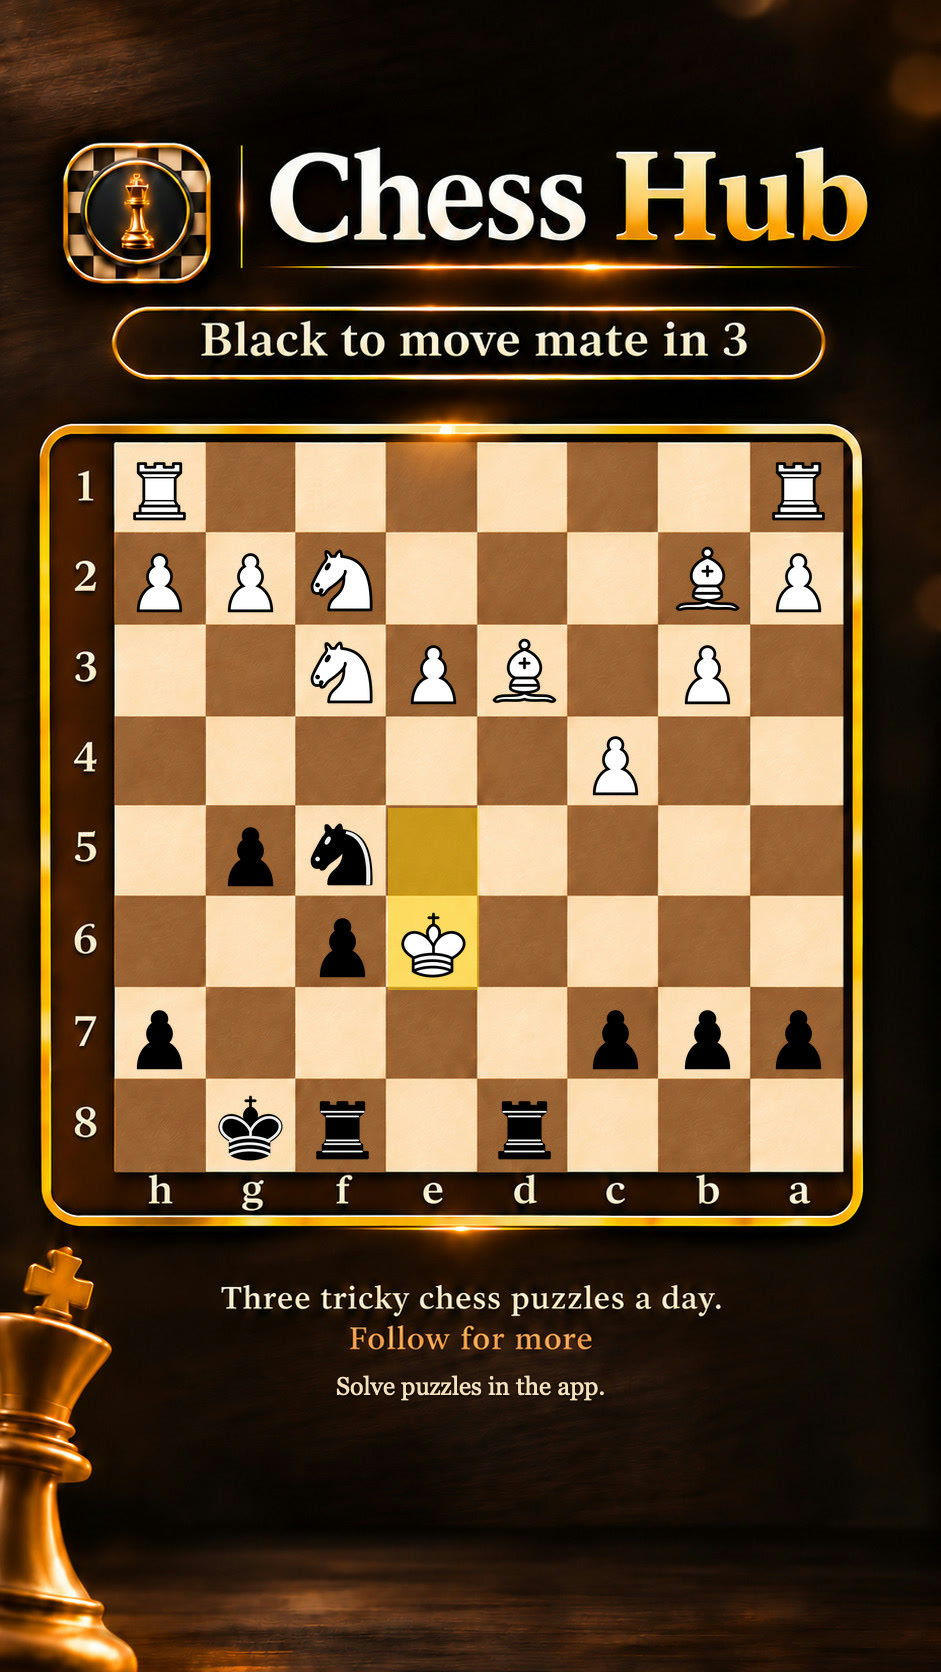 Chess Hub
Black to move mate in 3
1
2
3
4
5
6
7
8
h g f e d c b a
Three tricky chess puzzles a day.
Follow for more
Solve puzzles in the app.